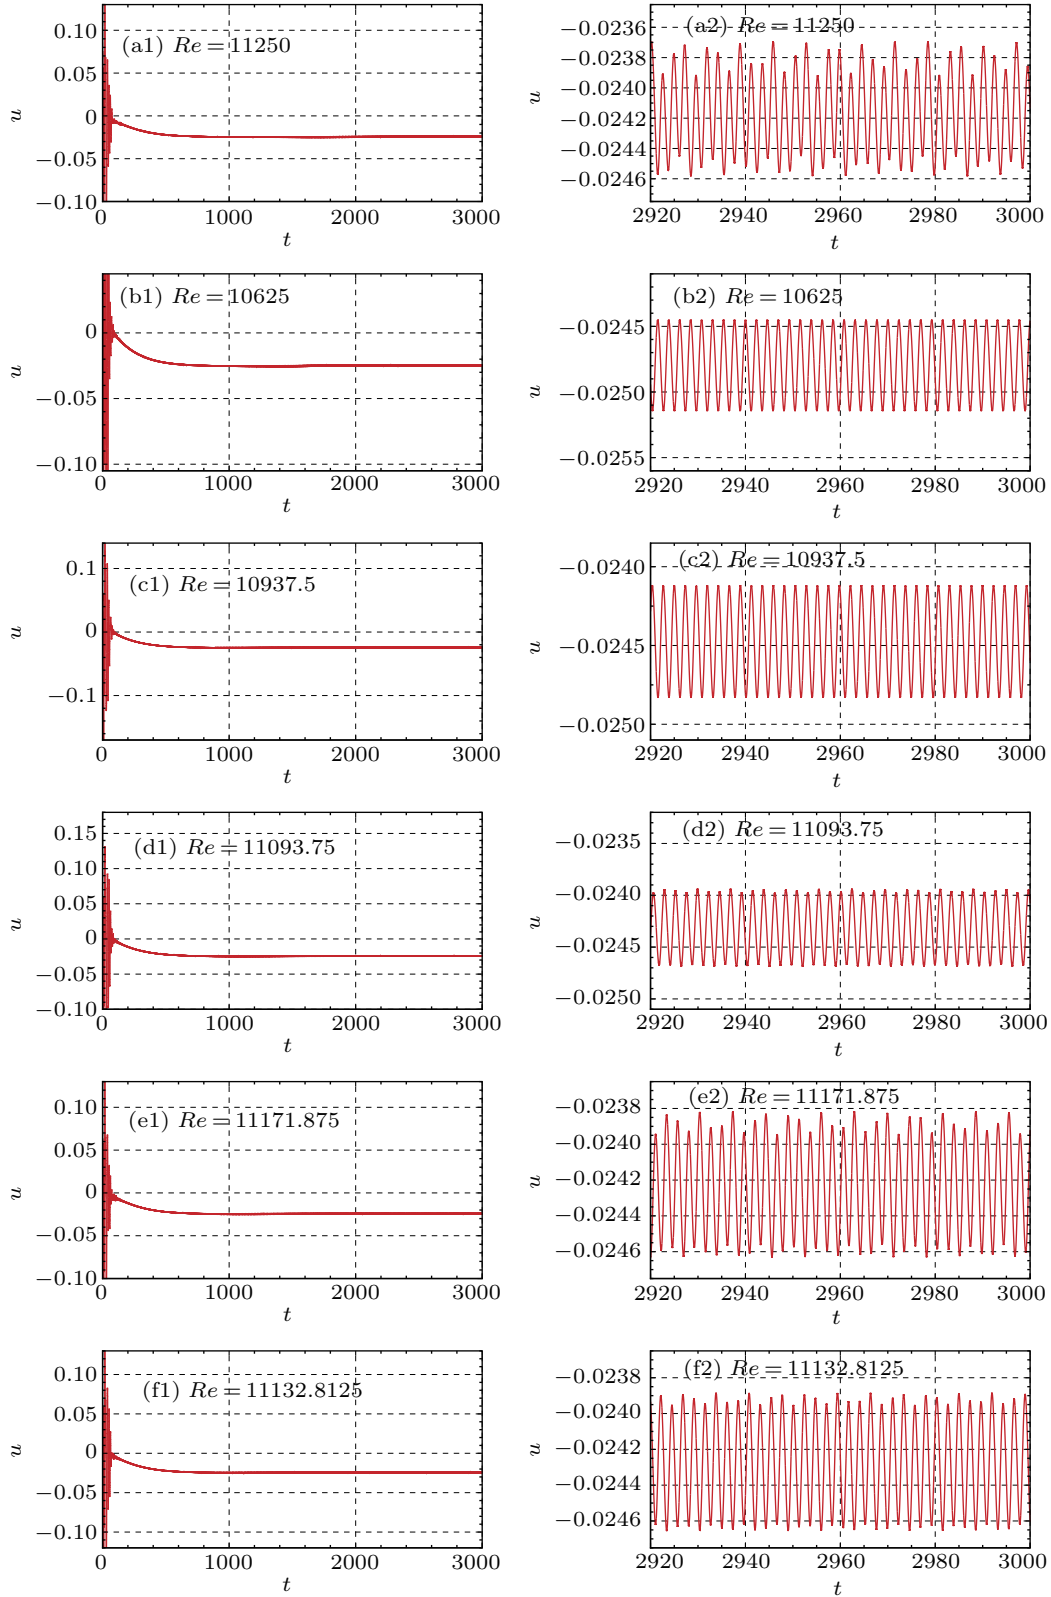 (a1) Re = 11250
0.10
0.05
0
−0.05
−0.10
u
0 1000 2000 3000
t
(a2) Re = 11250
−0.0236
−0.0238
−0.0240
−0.0242
−0.0244
−0.0246
u
2920 2940 2960 2980 3000
t
(b1) Re = 10625
0
−0.05
−0.10
u
0 1000 2000 3000
t
(b2) Re = 10625
−0.0245
−0.0250
−0.0255
u
2920 2940 2960 2980 3000
t
(c1) Re = 10937.5
0.1
0
−0.1
u
0 1000 2000 3000
t
(c2) Re = 10937.5
−0.0240
−0.0245
−0.0250
u
2920 2940 2960 2980 3000
t
(d1) Re = 11093.75
0.15
0.10
0.05
0
−0.05
−0.10
u
0 1000 2000 3000
t
(d2) Re = 11093.75
−0.0235
−0.0240
−0.0245
−0.0250
u
2920 2940 2960 2980 3000
t
(e1) Re = 11171.875
0.10
0.05
0
−0.05
−0.10
u
0 1000 2000 3000
t
(e2) Re = 11171.875
−0.0238
−0.0240
−0.0242
−0.0244
−0.0246
u
2920 2940 2960 2980 3000
t
(f1) Re = 11132.8125
0.10
0.05
0
−0.05
−0.10
u
0 1000 2000 3000
t
(f2) Re = 11132.8125
−0.0238
−0.0240
−0.0242
−0.0244
−0.0246
u
2920 2940 2960 2980 3000
t